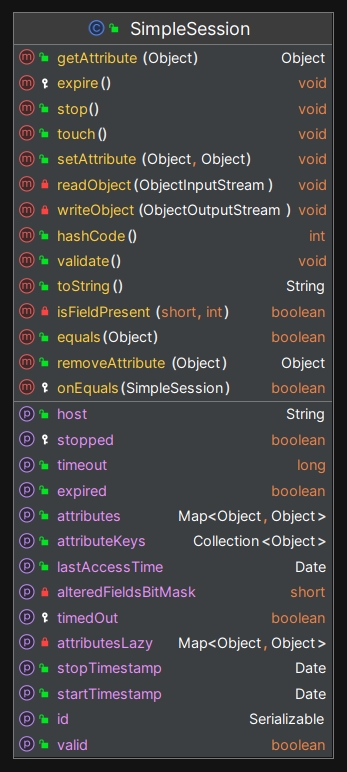 SimpleSession
getAttribute (Object) Object
expire() void
stop() void
touch() void
setAttribute (Object, Object) void
readObject(ObjectInputStream ) void
writeObject (ObjectOutputStream ) void
hashCode() int
validate() void
toString() String
isFieldPresent (short, int) boolean
equals(Object) boolean
removeAttribute (Object) Object
onEquals(SimpleSession) boolean
host String
stopped boolean
timeout long
expired boolean
attributes Map<Object, Object>
attributeKeys Collection<Object>
lastAccessTime Date
alteredFieldsBitMask short
timedOut boolean
attributesLazy Map<Object, Object>
stopTimestamp Date
startTimestamp Date
id Serializable
valid boolean